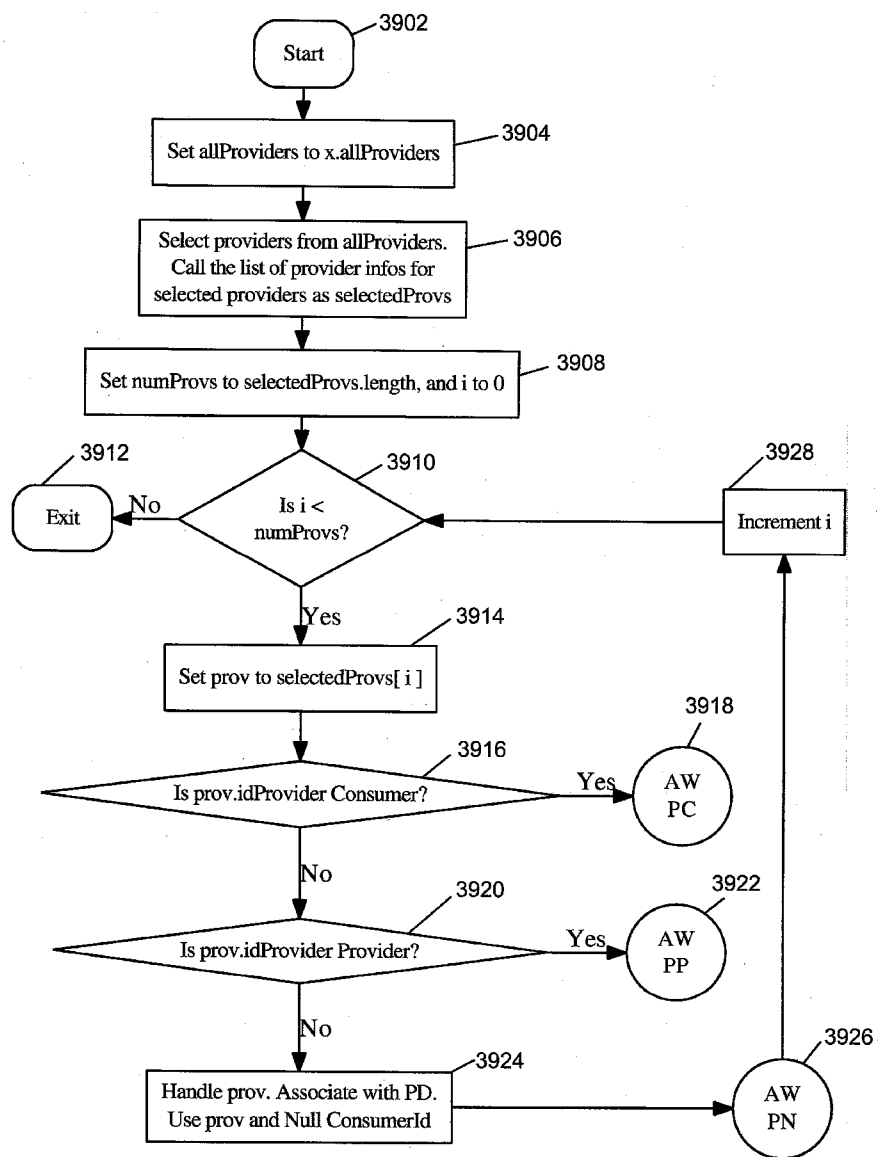 3902
Start
3904
Set allProviders to x.allProviders
3906
Select providers from allProviders.
Call the list of provider infos for
selected providers as selectedProvs
3908
Set numProvs to selectedProvs.length, and i to 0
3912
3910
3928
Exit
No
Is i <
numProvs?
Increment i
Yes
3914
Set prov to selectedProvs[ i ]
3918
3916
Is prov.idProvider Consumer?
Yes
AW
PC
No
3920
3922
Is prov.idProvider Provider?
Yes
AW
PP
No
3924
3926
Handle prov. Associate with PD.
Use prov and Null ConsumerId
AW
PN